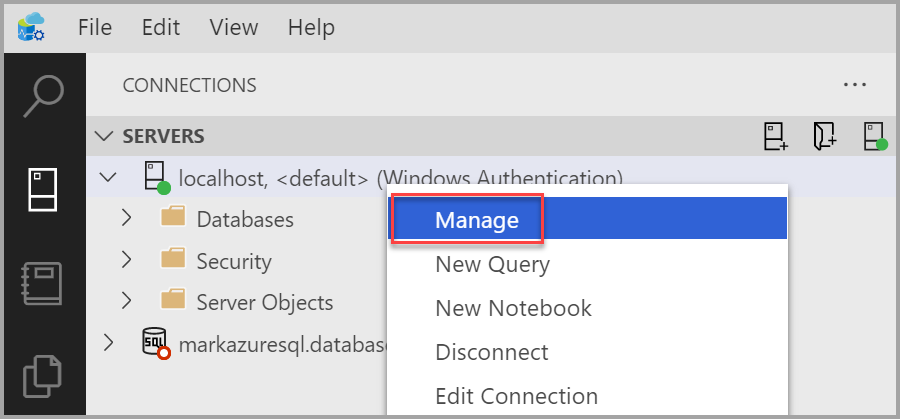 File Edit View Help
CONNECTIONS
SERVERS
localhost, <default> (Windows Authentication)
Manage
Databases
New Query
Security
New Notebook
Server Objects
Disconnect
SQL markazuresql.databas
Edit Connection